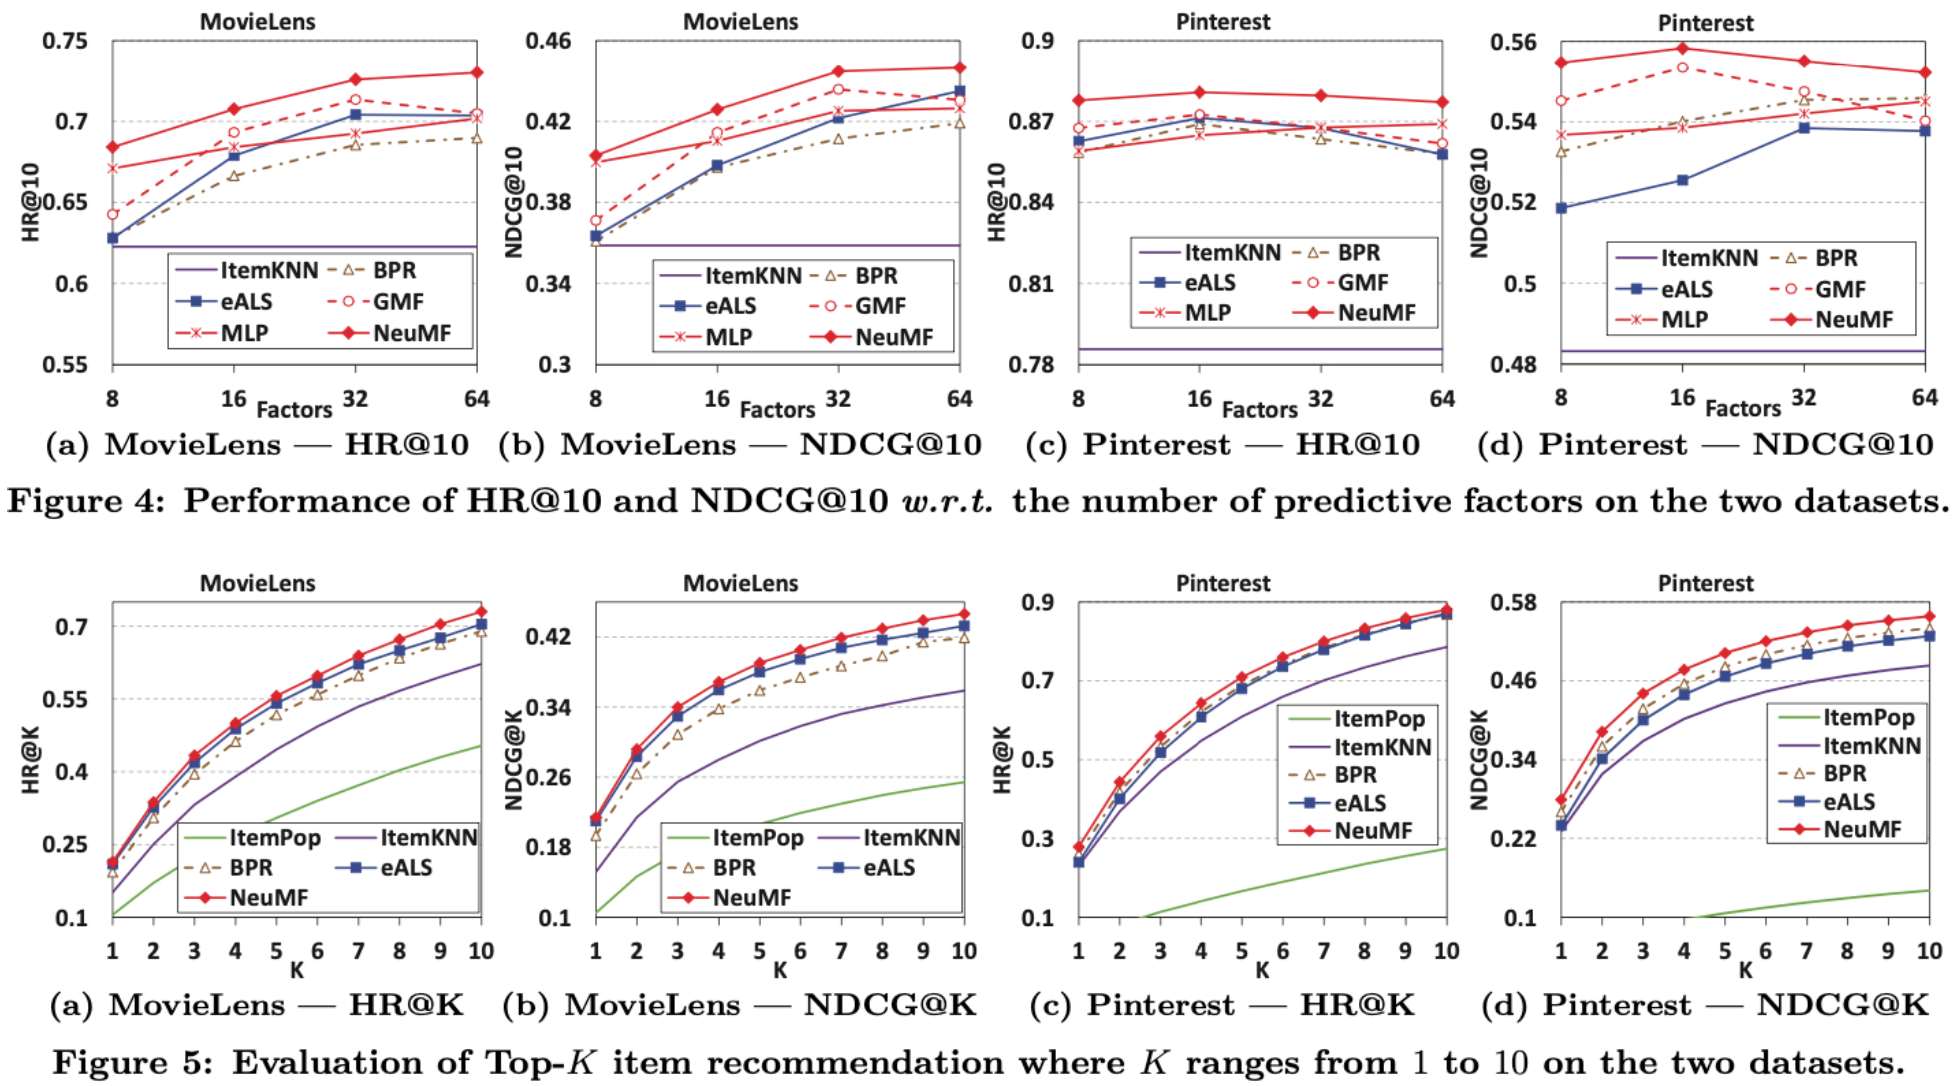 MovieLens
0.75
0.7
0.65
0.6
0.55
HR@10
ItemKNN
BPR
eALS
GMF
MLP
NeuMF
8
16
32
64
Factors
(a) MovieLens — HR@10
MovieLens
0.46
0.42
0.38
0.34
0.3
NDCG@10
ItemKNN
BPR
eALS
GMF
MLP
NeuMF
8
16
32
64
Factors
(b) MovieLens — NDCG@10
Pinterest
0.9
0.87
0.84
0.81
0.78
HR@10
ItemKNN
BPR
eALS
GMF
MLP
NeuMF
8
16
32
64
Factors
(c) Pinterest — HR@10
Pinterest
0.56
0.54
0.52
0.5
0.48
NDCG@10
ItemKNN
BPR
eALS
GMF
MLP
NeuMF
8
16
32
64
Factors
(d) Pinterest — NDCG@10
Figure 4: Performance of HR@10 and NDCG@10 w.r.t. the number of predictive factors on the two datasets.
MovieLens
0.7
0.55
0.4
0.25
0.1
HR@K
ItemPop
ItemKNN
BPR
eALS
NeuMF
1 2 3 4 5 6 7 8 9 10
K
(a) MovieLens — HR@K
MovieLens
0.42
0.34
0.26
0.18
0.1
NDCG@K
ItemPop
ItemKNN
BPR
eALS
NeuMF
1 2 3 4 5 6 7 8 9 10
K
(b) MovieLens — NDCG@K
Pinterest
0.9
0.7
0.5
0.3
0.1
HR@K
ItemPop
ItemKNN
BPR
eALS
NeuMF
1 2 3 4 5 6 7 8 9 10
K
(c) Pinterest — HR@K
Pinterest
0.58
0.46
0.34
0.22
0.1
NDCG@K
ItemPop
ItemKNN
BPR
eALS
NeuMF
1 2 3 4 5 6 7 8 9 10
K
(d) Pinterest — NDCG@K
Figure 5: Evaluation of Top-K item recommendation where K ranges from 1 to 10 on the two datasets.